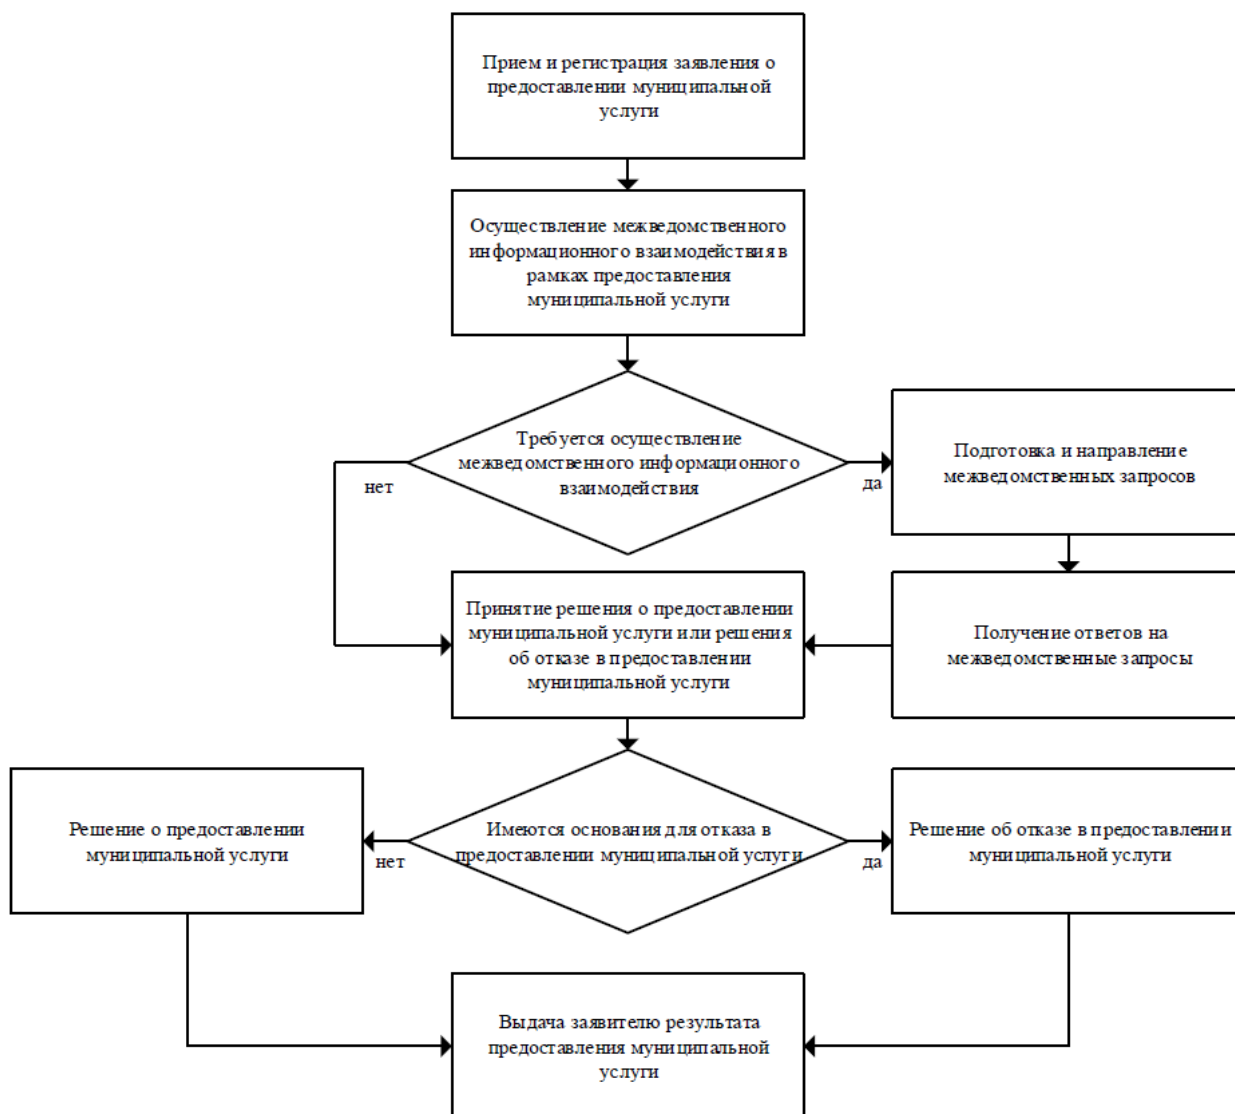 Прием и регистрация заявления о
предоставлении муниципальной
услуги
Осуществление межведомственного
информационного взаимодействия в
рамках предоставления
муниципальной услуги
Требуется осуществление
межведомственного информационного
взаимодействия
нет
да
Подготовка и направление
межведомственных запросов
Принятие решения о предоставлении
муниципальной услуги или решения
об отказе в предоставлении
муниципальной услуги
Получение ответов на
межведомственные запросы
Решение о предоставлении
муниципальной услуги
нет
Имеются основания для отказа в
предоставлении муниципальной услуги
да
Решение об отказе в предоставлении
муниципальной услуги
Выдача заявителю результата
предоставления муниципальной
услуги